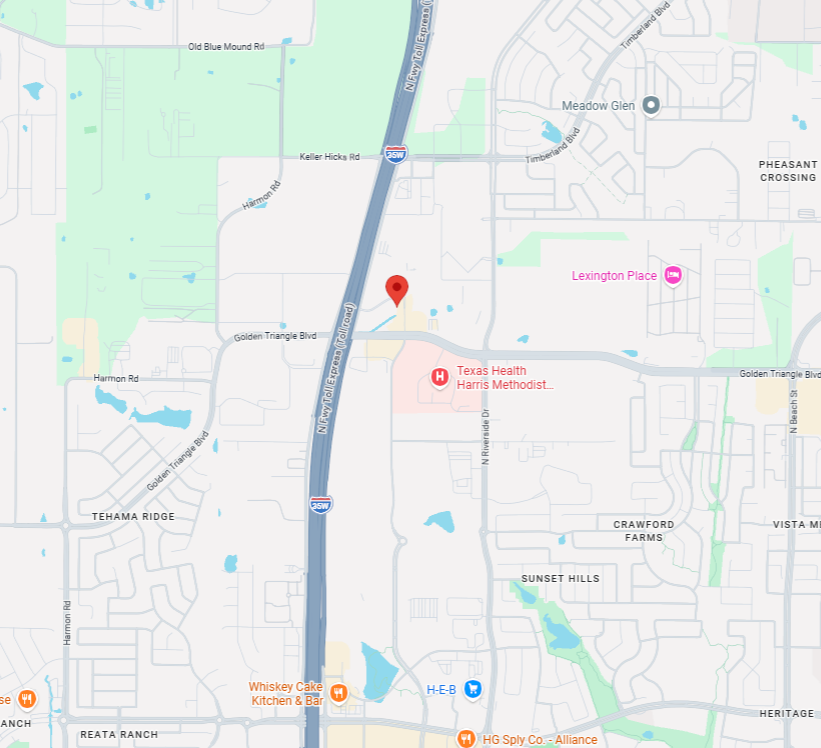 Timberland Blvd
N Fwy Toll Express (
Old Blue Mound Rd
Meadow Glen
Timberland Blvd
35W
Keller Hicks Rd
PHEASANT
CROSSING
Harmon Rd
Lexington Place
Golden Triangle Blvd
N Fwy Toll Express (Toll road)
H
Texas Health
Harris Methodist...
Golden Triangle Blvd
Harmon Rd
N Beach St
N Riverside Dr
Golden Triangle Blvd
35W
TEHAMA RIDGE
CRAWFORD
FARMS
VISTA ME
SUNSET HILLS
Harmon Rd
Whiskey Cake
Kitchen & Bar
H-E-B
se
ANCH
REATA RANCH
HERITAGE
HG Sply Co. - Alliance